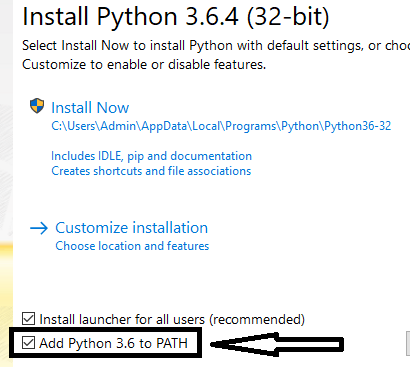 Install Python 3.6.4 (32-bit)
Select Install Now to install Python with default settings, or
Customize to enable or disable features.
Install Now
C:\Users\Admin\AppData\Local\Programs\Python\Python36-32
Includes IDLE, pip and documentation
Creates shortcuts and file associations
Customize installation
Choose location and features
Install launcher for all users (recommended)
Add Python 3.6 to PATH